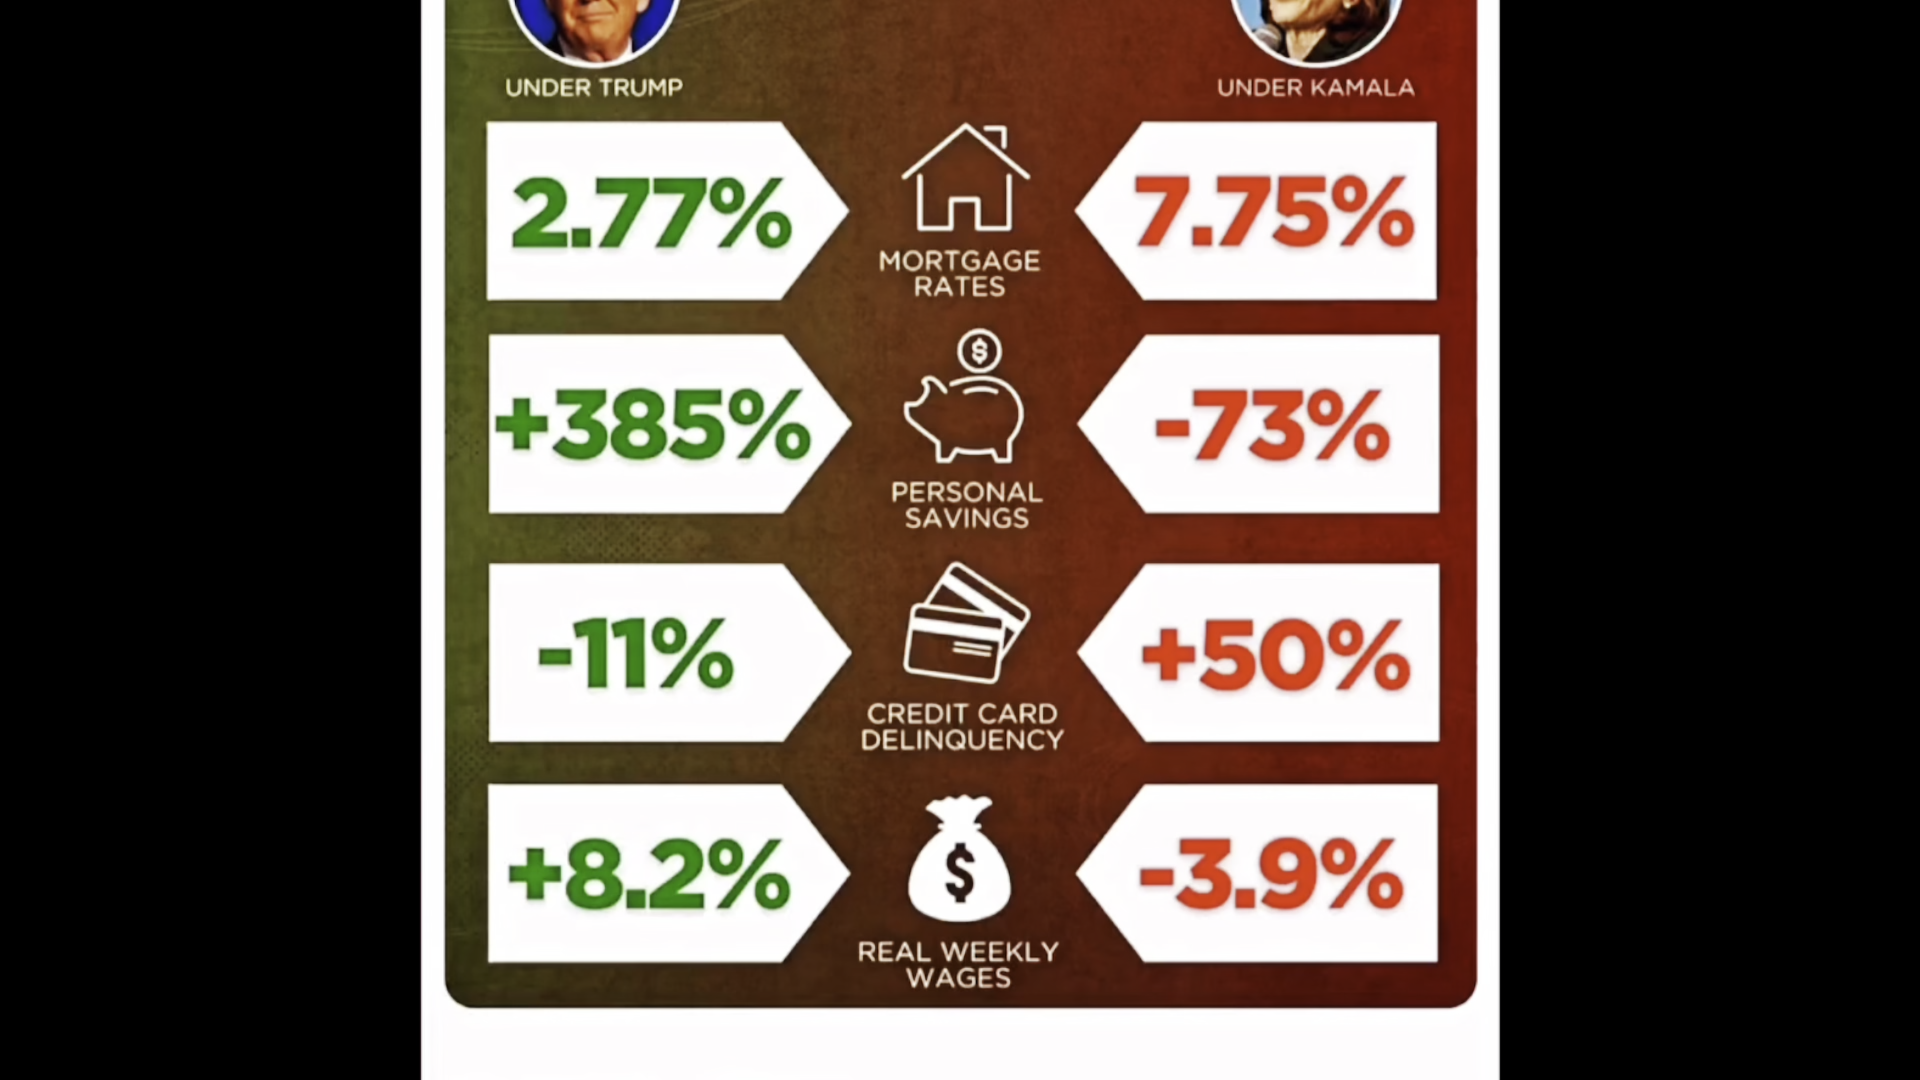 UNDER TRUMP
UNDER KAMALA
2.77%
MORTGAGE
RATES
7.75%
+385%
$
PERSONAL
SAVINGS
-73%
-11%
CREDIT CARD
DELINQUENCY
+50%
+8.2%
$
REAL WEEKLY
WAGES
-3.9%